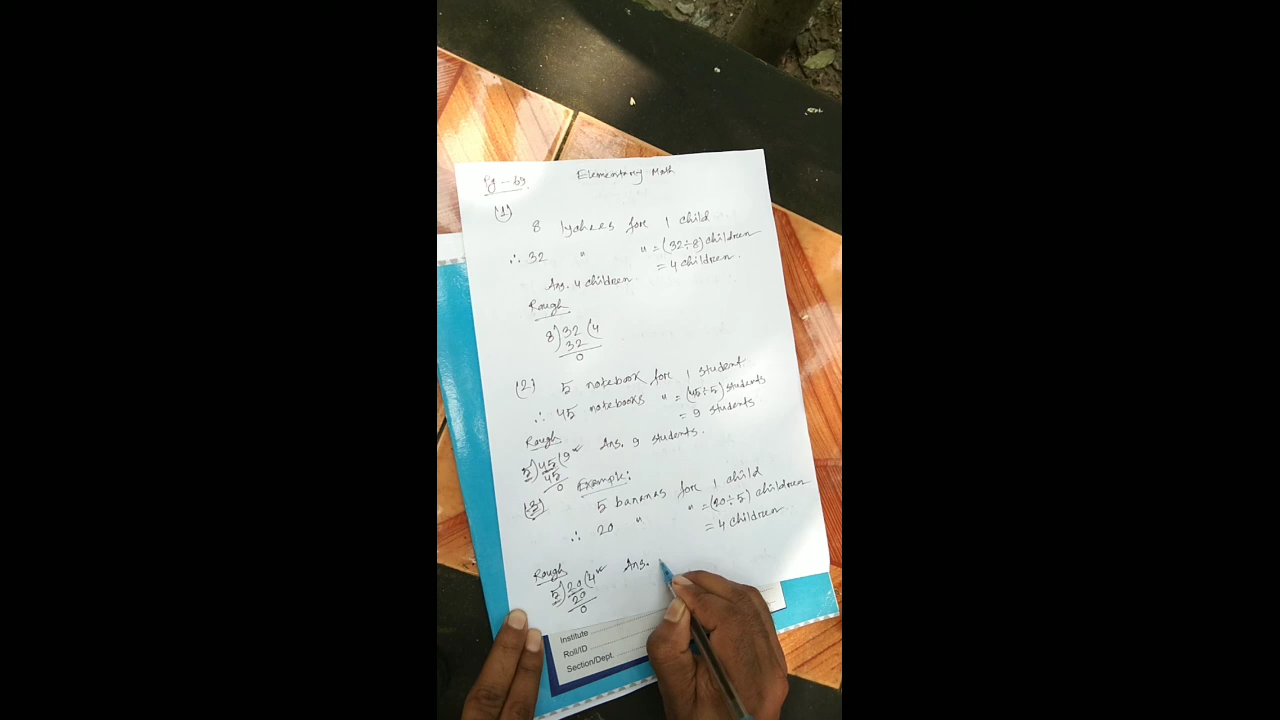 Elementary Math
Pg - 69
(1)
8 lychees for 1 child
∴ 32 " " = (32÷8) children
= 4 children.
Ans. 4 children.
Rough
8)32(4
32
0
(2) 5 notebook for 1 student.
∴ 45 notebooks " = (45÷5) students
= 9 students
Rough Ans. 9 students.
5)45(9
45
0
Example:
(3) 5 bananas for 1 child
∴ 20 " " = (20÷5) children
= 4 children.
Rough Ans.
5)20(4
20
0
Institute
Roll/ID
Section/Dept.